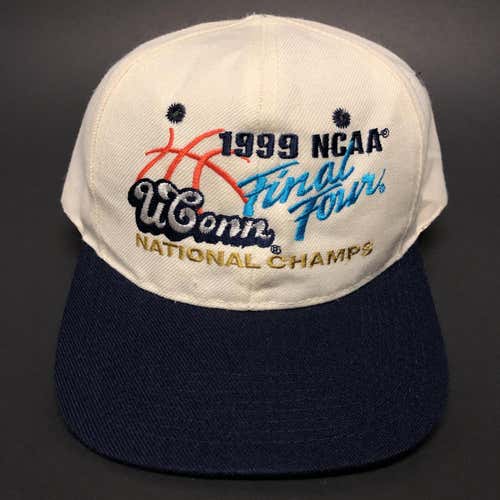 1999 NCAA®
Final
Four®
UConn®
NATIONAL CHAMPS